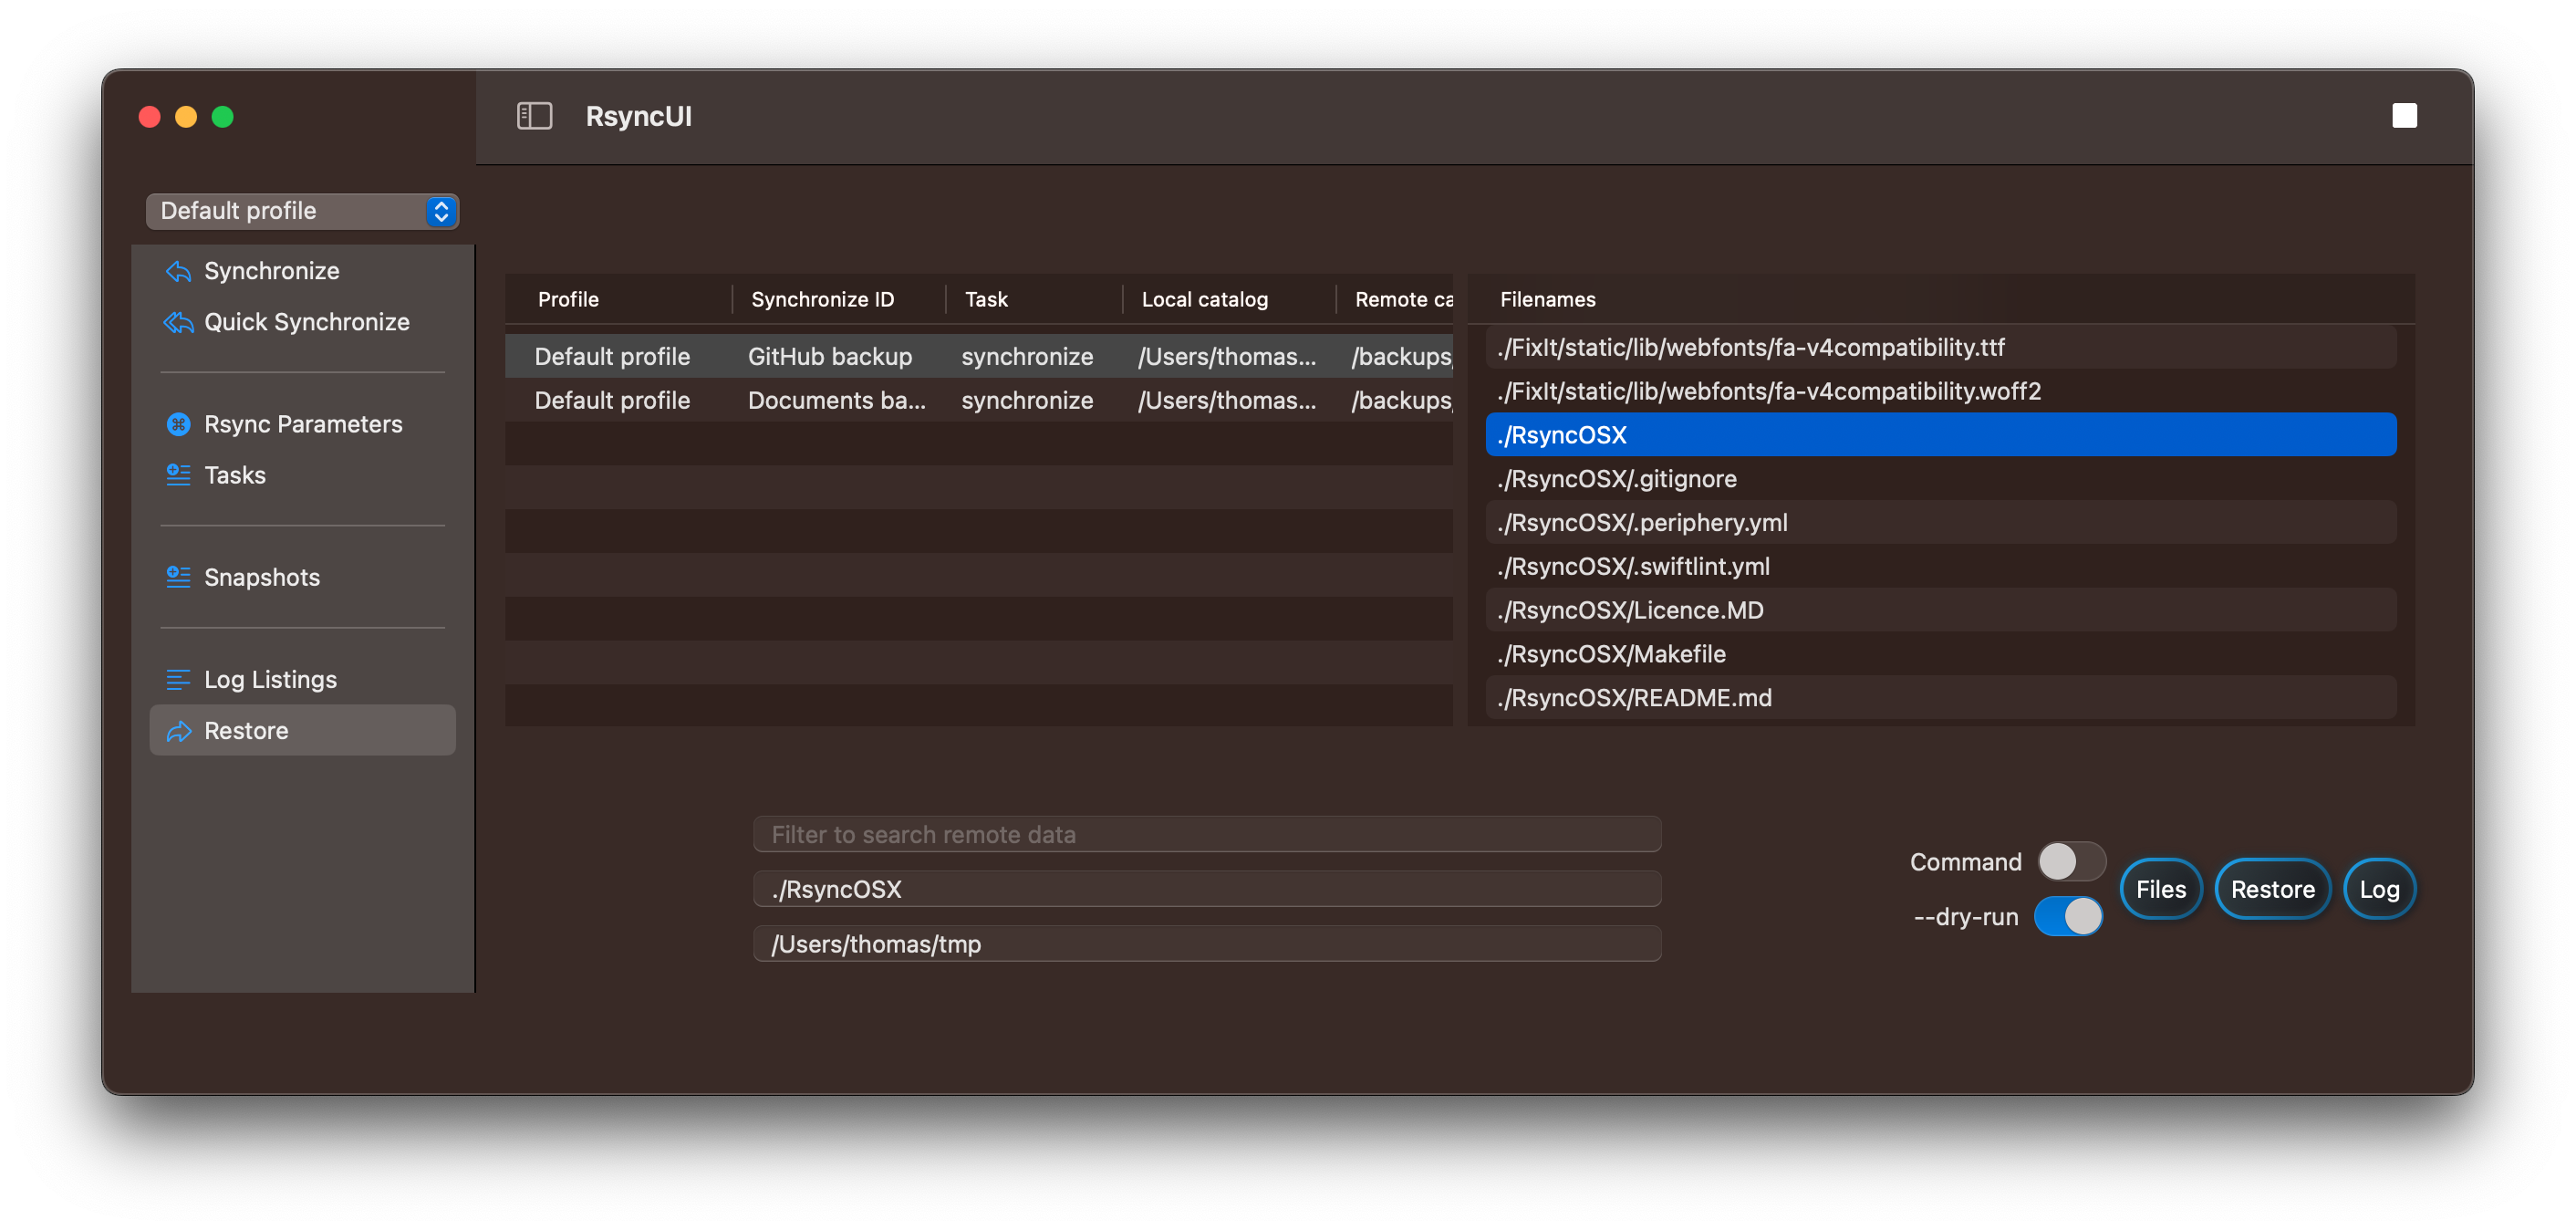 RsyncUI
Default profile
Synchronize
Quick Synchronize
Rsync Parameters
Tasks
Snapshots
Log Listings
Restore
Profile Synchronize ID Task Local catalog Remote ca
Default profile GitHub backup synchronize /Users/thomas... /backups/
Default profile Documents ba... synchronize /Users/thomas... /backups/
Filenames
./FixIt/static/lib/webfonts/fa-v4compatibility.ttf
./FixIt/static/lib/webfonts/fa-v4compatibility.woff2
./RsyncOSX
./RsyncOSX/.gitignore
./RsyncOSX/.periphery.yml
./RsyncOSX/.swiftlint.yml
./RsyncOSX/Licence.MD
./RsyncOSX/Makefile
./RsyncOSX/README.md
Filter to search remote data
./RsyncOSX
/Users/thomas/tmp
Command
--dry-run
Files Restore Log